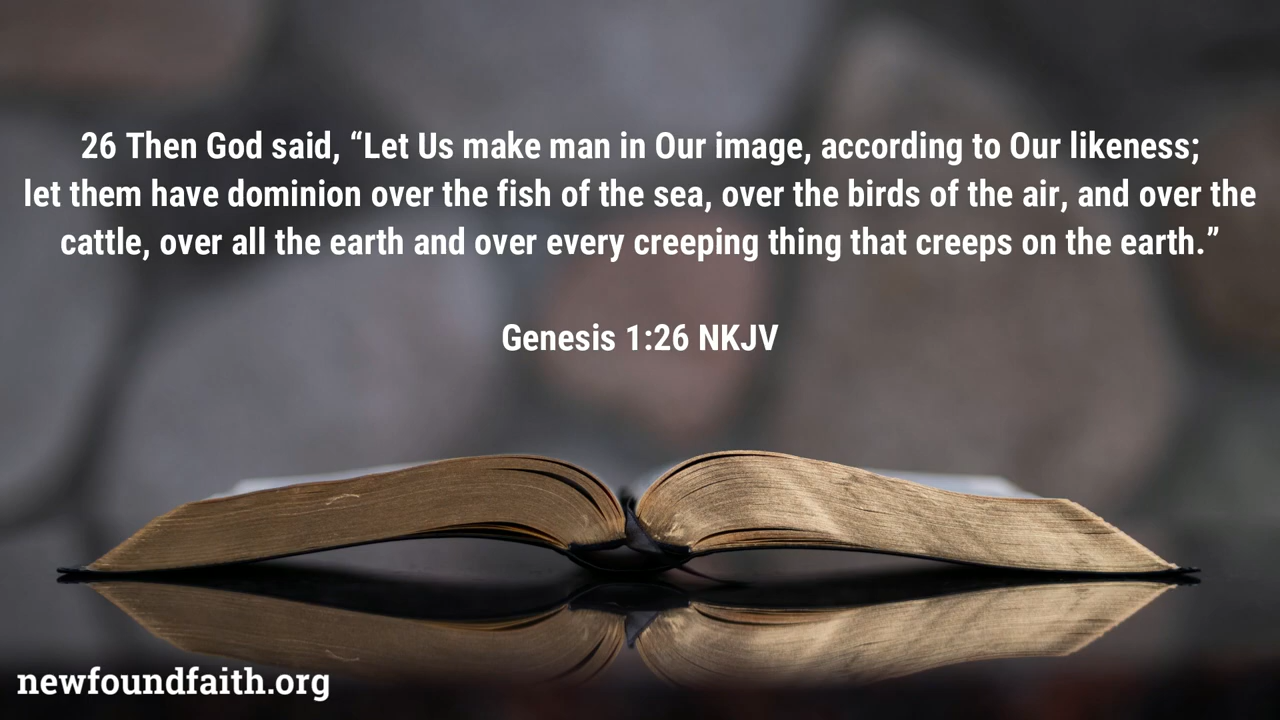 26 Then God said, “Let Us make man in Our image, according to Our likeness;
let them have dominion over the fish of the sea, over the birds of the air, and over the
cattle, over all the earth and over every creeping thing that creeps on the earth.”
Genesis 1:26 NKJV
newfoundfaith.org